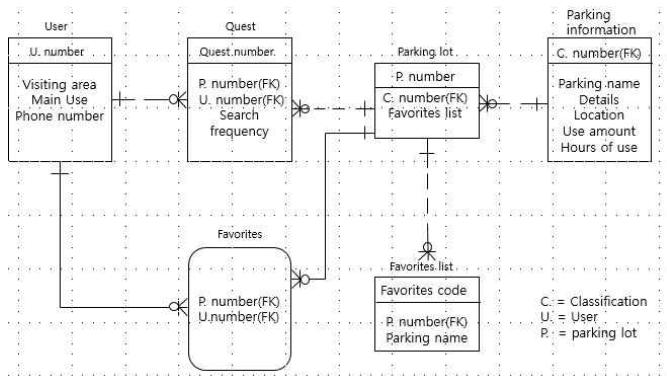 User
U. number
Visiting area
Main Use
Phone number
Quest
Quest.number.
P. number(FK)
U. number(FK)
Search
frequency
Parking lot
P. number
C. number(FK)
Favorites list
Parking
information
C. number(FK)
Parking name
Details
Location
Use amount
Hours of use
Favorites
P. number(FK)
U.number(FK)
Favorites list
Favorites code
P. number(FK)
Parking name
C. = Classification
U. = User
P. = parking lot